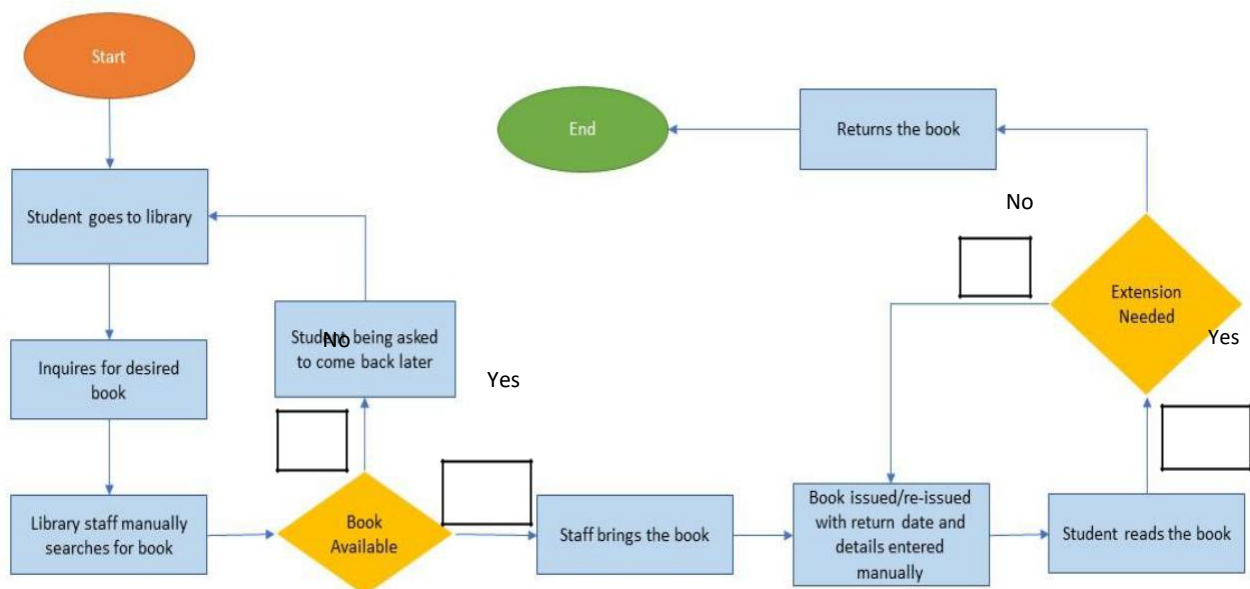 Start
End
Returns the book
Student goes to library
No
Extension
Needed
Yes
Student being asked
to come back later
No
Yes
Inquires for desired
book
Library staff manually
searches for book
Book
Available
Staff brings the book
Book issued/re-issued
with return date and
details entered
manually
Student reads the book